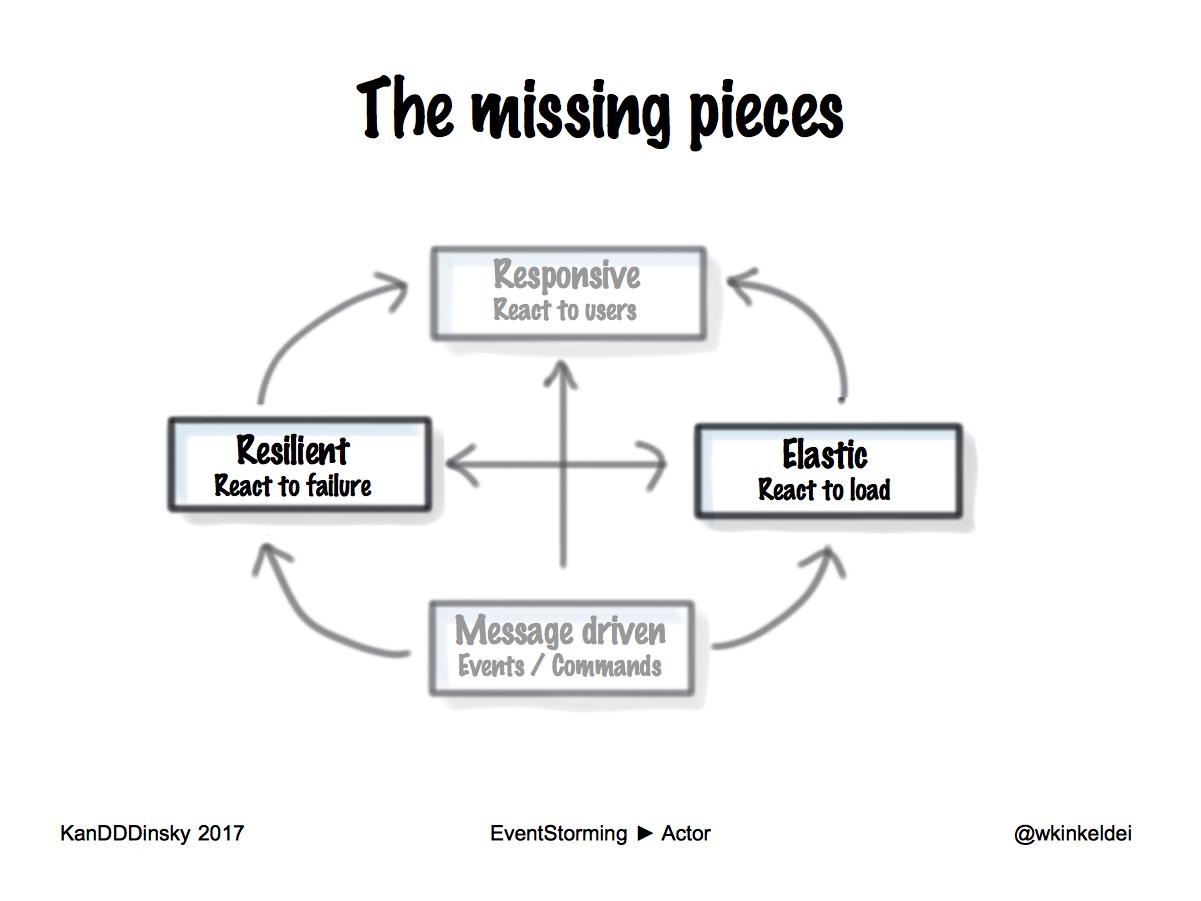 The missing pieces
Responsive
React to users
Resilient
React to failure
Elastic
React to load
Message driven
Events / Commands
KanDDDinsky 2017
EventStorming ► Actor
@wkinkeldei